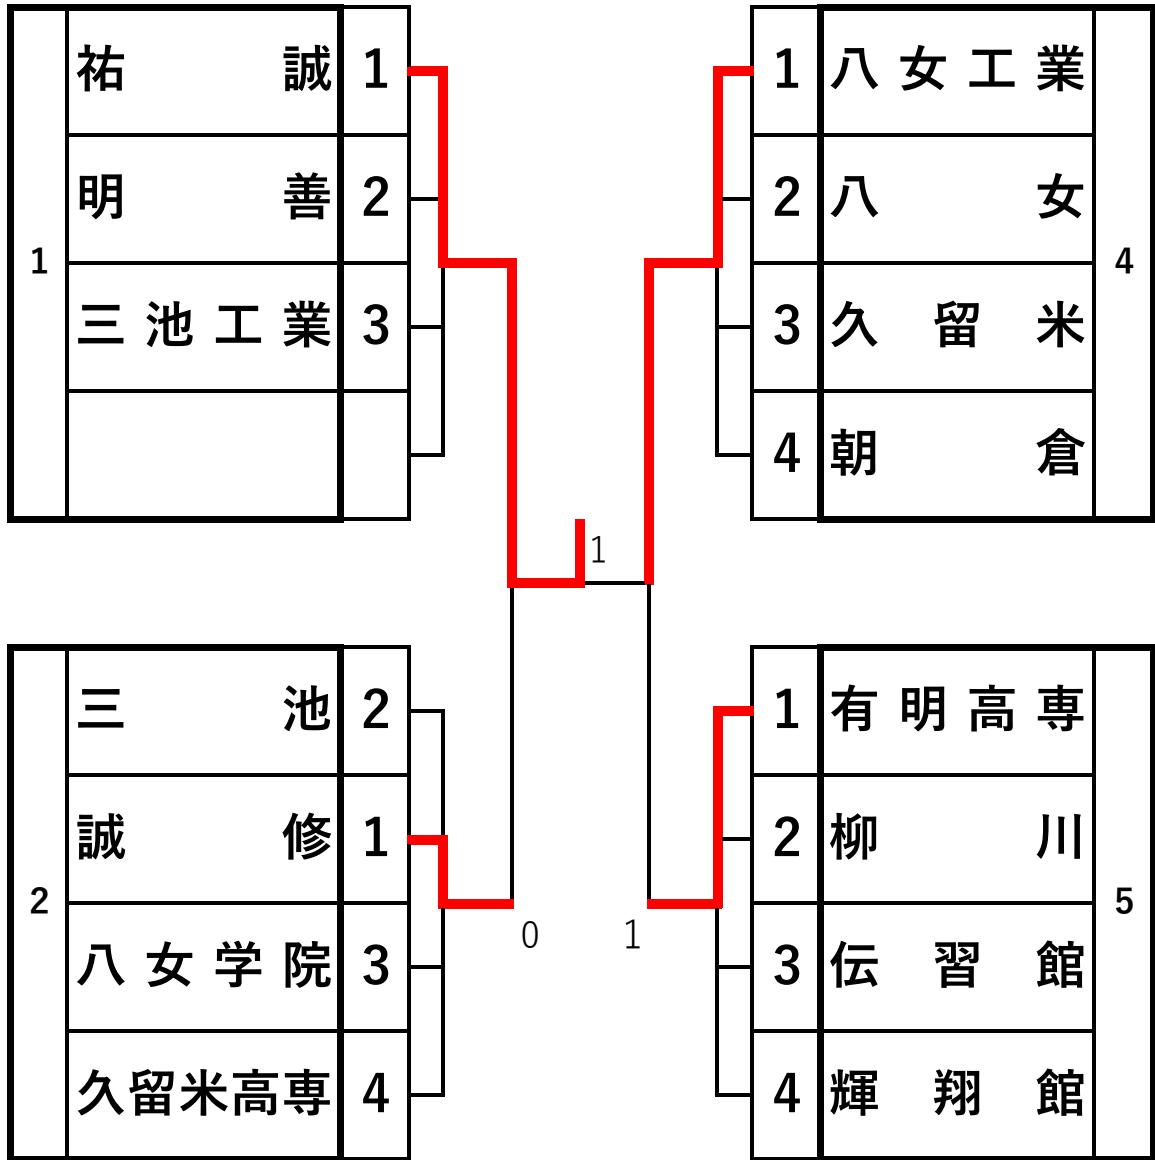 1
祐誠 1
明善 2
三池工業 3
1 八女工業
2 八女
3 久留米
4 朝倉
4
1
2
三池 2
誠修 1
八女学院 3
久留米高専 4
0
1
1 有明高専
2 柳川
3 伝習館
4 輝翔館
5